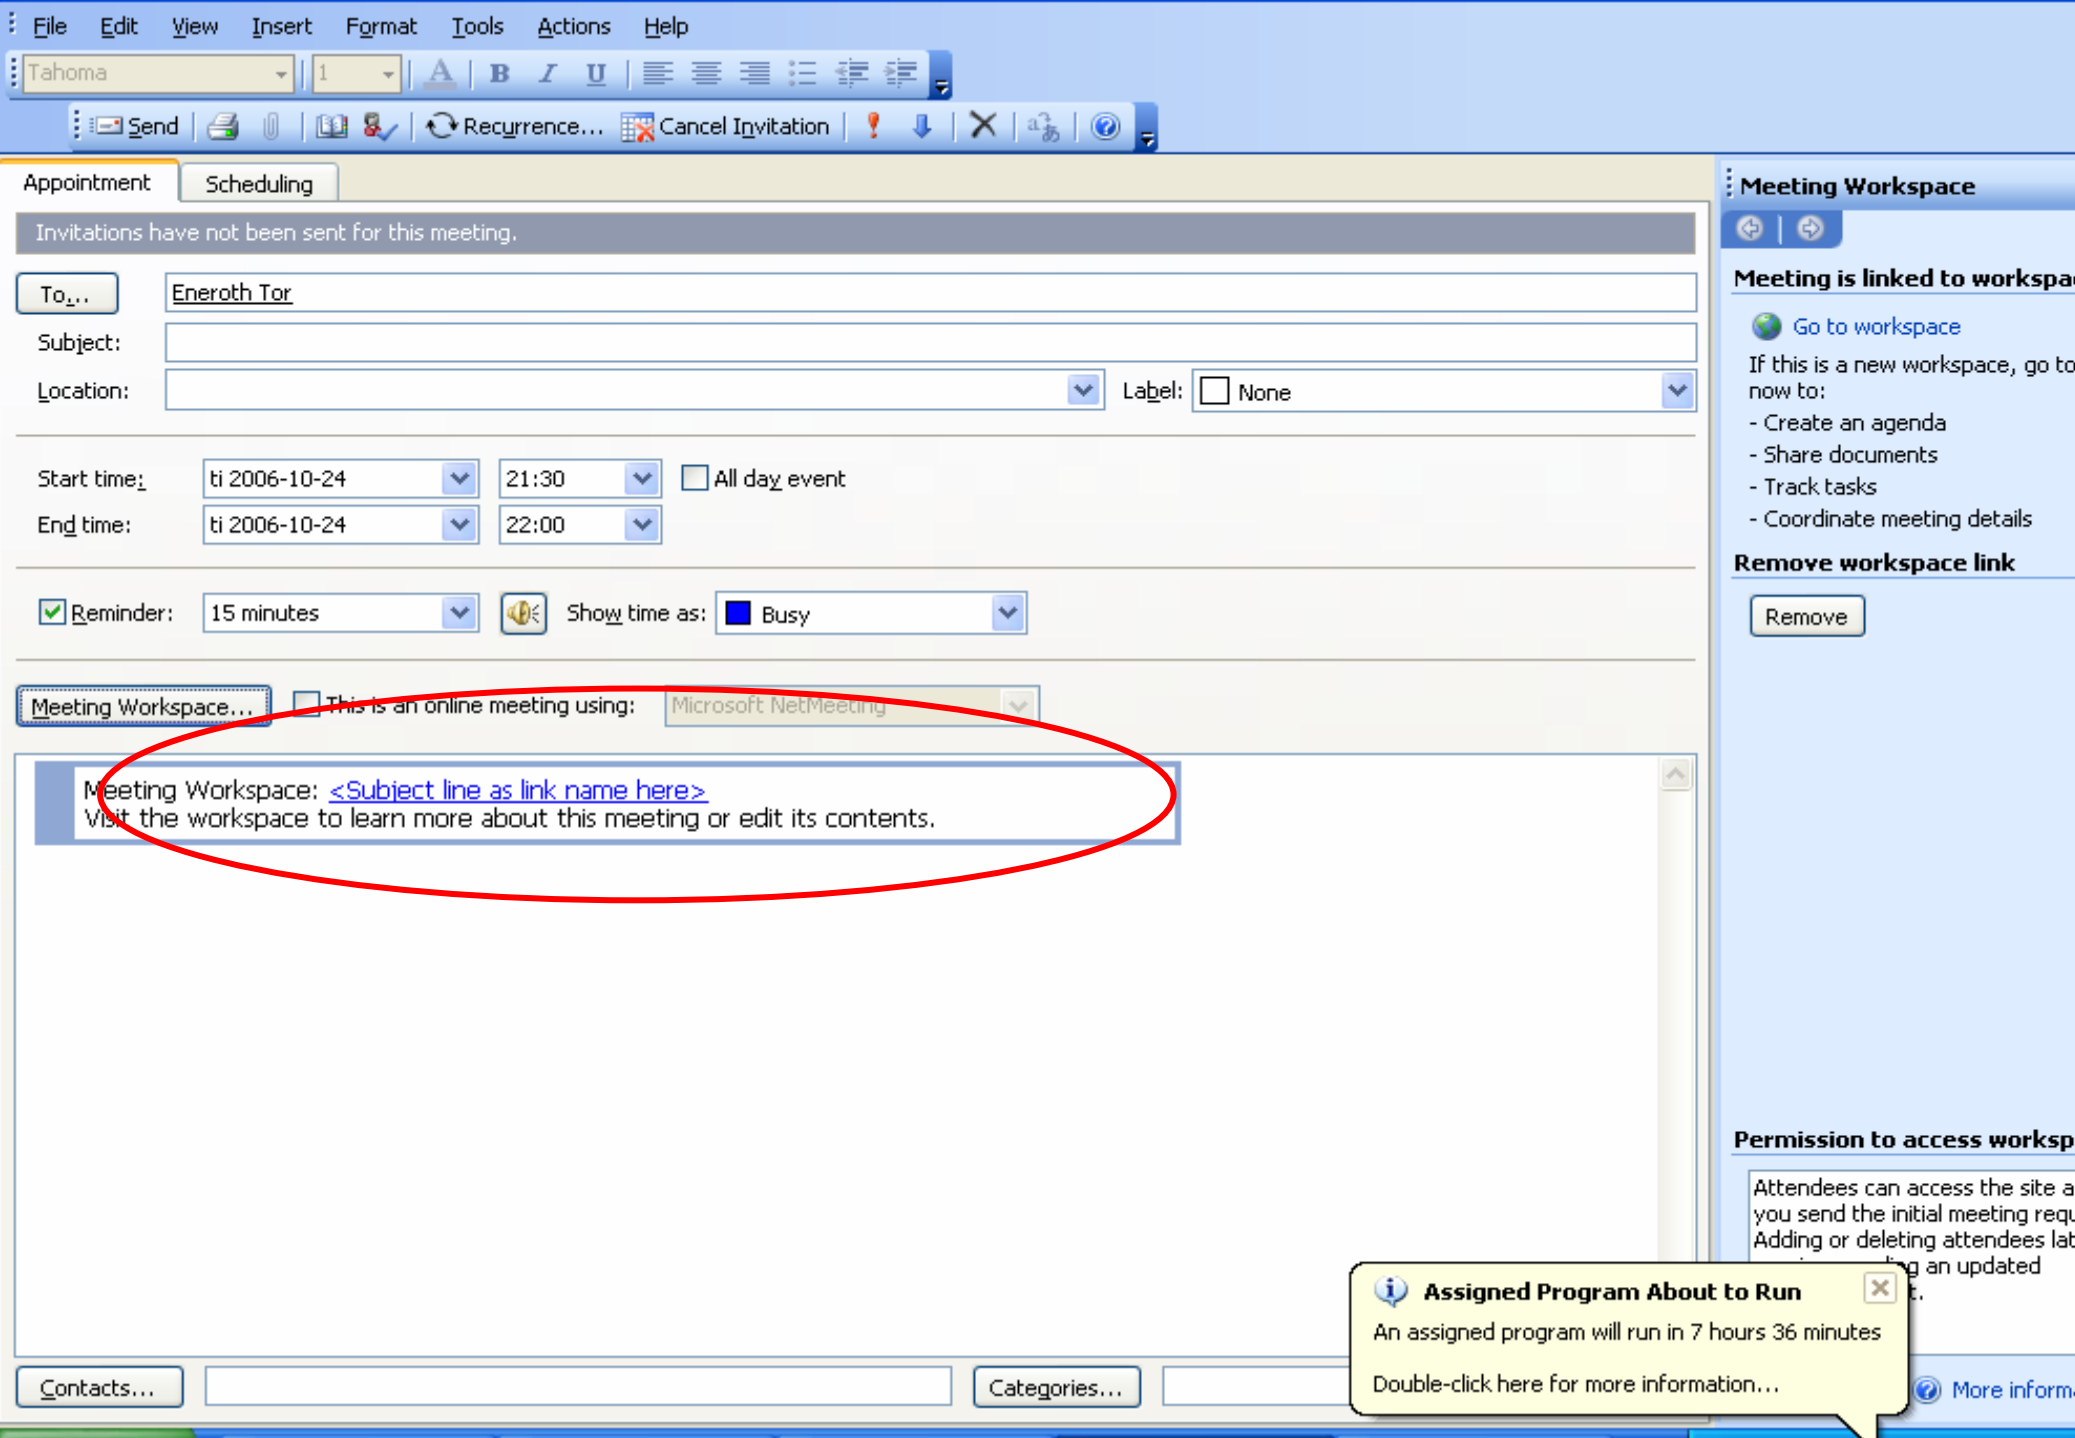 File Edit View Insert Format Tools Actions Help
Tahoma 1 A B I U
Send Recurrence... Cancel Invitation
Appointment Scheduling
Invitations have not been sent for this meeting.
To... Eneroth Tor
Subject:
Location: Label: None
Start time: ti 2006-10-24 21:30 All day event
End time: ti 2006-10-24 22:00
Reminder: 15 minutes Show time as: Busy
Meeting Workspace... This is an online meeting using: Microsoft NetMeeting
Meeting Workspace: <Subject line as link name here>
Visit the workspace to learn more about this meeting or edit its contents.
Contacts... Categories...
Meeting Workspace
Meeting is linked to workspac
Go to workspace
If this is a new workspace, go to
now to:
- Create an agenda
- Share documents
- Track tasks
- Coordinate meeting details
Remove workspace link
Remove
Permission to access worksp
Attendees can access the site a
you send the initial meeting requ
Adding or deleting attendees lat
g an updated
t.
More informa
Assigned Program About to Run
An assigned program will run in 7 hours 36 minutes
Double-click here for more information...